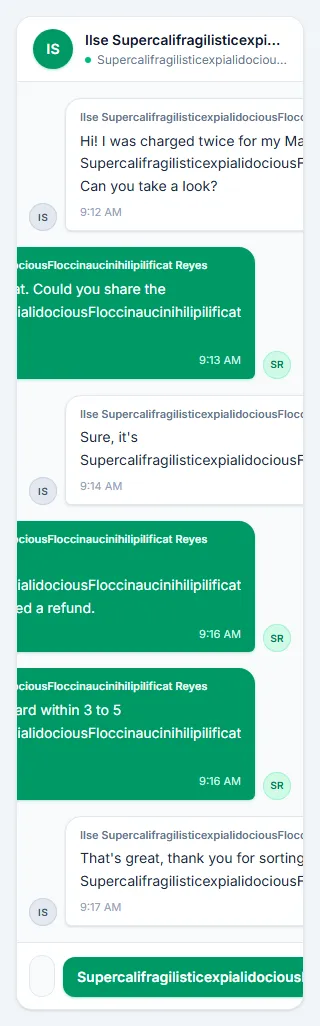 IS
Ilse Supercalifragilisticexpi...
Supercalifragilisticexpialidociou...
Ilse SupercalifragilisticexpialidociousFlocc
Hi! I was charged twice for my Ma
SupercalifragilisticexpialidociousF
Can you take a look?
9:12 AM
IS
ociousFloccinaucinihilipilificat Reyes
at. Could you share the
ialidociousFloccinaucinihilipilificat
9:13 AM
SR
Ilse SupercalifragilisticexpialidociousFlocc
Sure, it's
SupercalifragilisticexpialidociousF
9:14 AM
IS
ociousFloccinaucinihilipilificat Reyes
ialidociousFloccinaucinihilipilificat
ed a refund.
9:16 AM
SR
ociousFloccinaucinihilipilificat Reyes
ard within 3 to 5
ialidociousFloccinaucinihilipilificat
9:16 AM
SR
Ilse SupercalifragilisticexpialidociousFlocc
That's great, thank you for sorting
SupercalifragilisticexpialidociousF
9:17 AM
IS
Supercalifragilisticexpialidocious